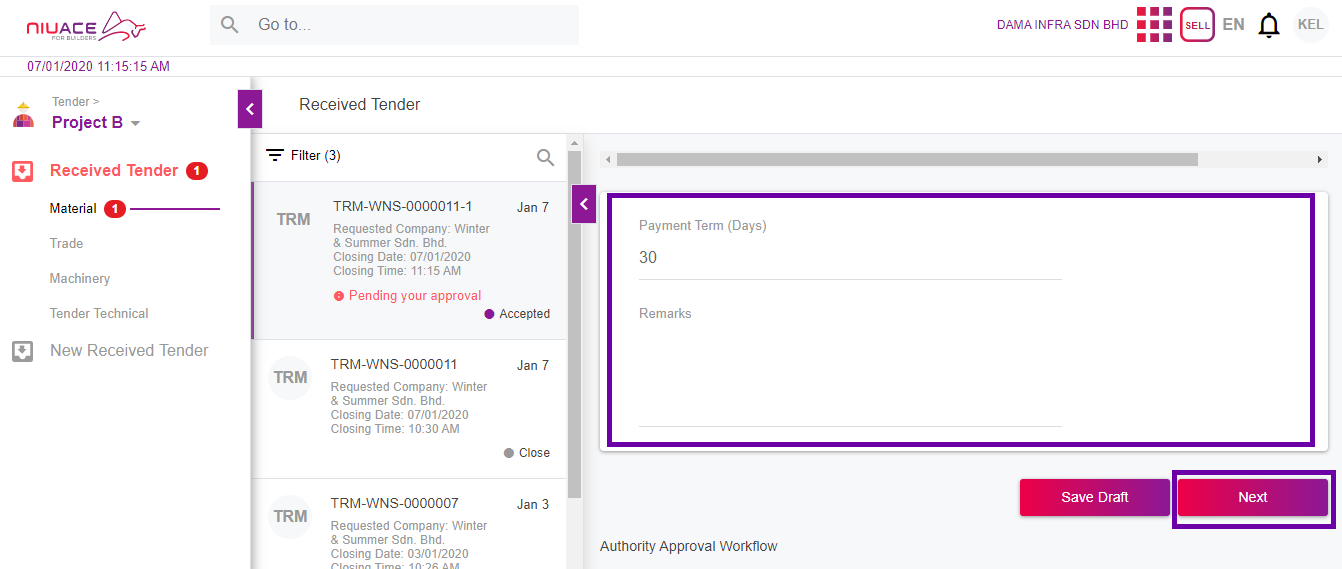 NIUACE
FOR BUILDERS
Go to...
DAMA INFRA SDN BHD
SELL
EN
KEL
07/01/2020 11:15:15 AM
Tender >
Project B
Received Tender 1
Material 1
Trade
Machinery
Tender Technical
New Received Tender
Received Tender
Filter (3)
TRM
TRM-WNS-0000011-1
Jan 7
Requested Company: Winter
& Summer Sdn. Bhd.
Closing Date: 07/01/2020
Closing Time: 11:15 AM
Pending your approval
Accepted
TRM
TRM-WNS-0000011
Jan 7
Requested Company: Winter
& Summer Sdn. Bhd.
Closing Date: 07/01/2020
Closing Time: 10:30 AM
Close
TRM
TRM-WNS-0000007
Jan 3
Requested Company: Winter
& Summer Sdn. Bhd.
Closing Date: 03/01/2020
Closing Time: 10:26 AM
Payment Term (Days)
30
Remarks
Save Draft
Next
Authority Approval Workflow